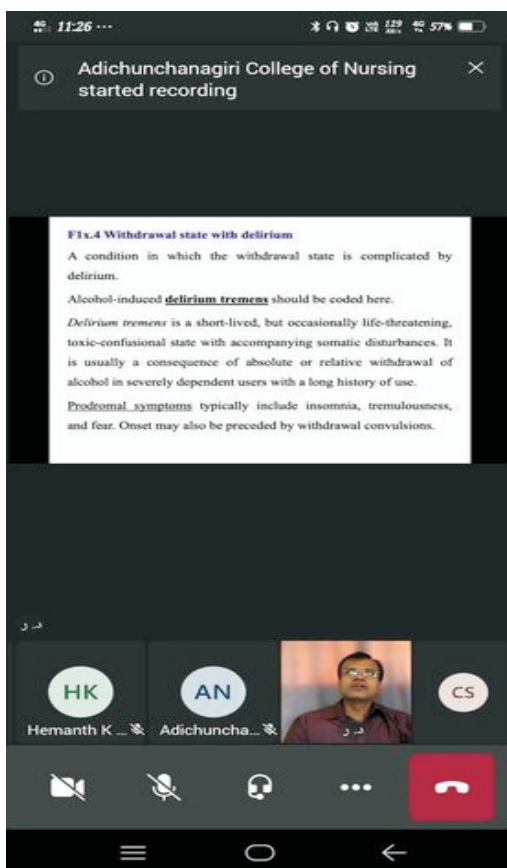 11:26 ...
129
4G 57%
Adichunchanagiri College of Nursing
started recording
F1x.4 Withdrawal state with delirium
A condition in which the withdrawal state is complicated by
delirium.
Alcohol-induced delirium tremens should be coded here.
Delirium tremens is a short-lived, but occasionally life-threatening,
toxic-confusional state with accompanying somatic disturbances. It
is usually a consequence of absolute or relative withdrawal of
alcohol in severely dependent users with a long history of use.
Prodromal symptoms typically include insomnia, tremulousness,
and fear. Onset may also be preceded by withdrawal convulsions.
د. ر
HK
AN
CS
Hemanth K ...
Adichuncha...
د. ر